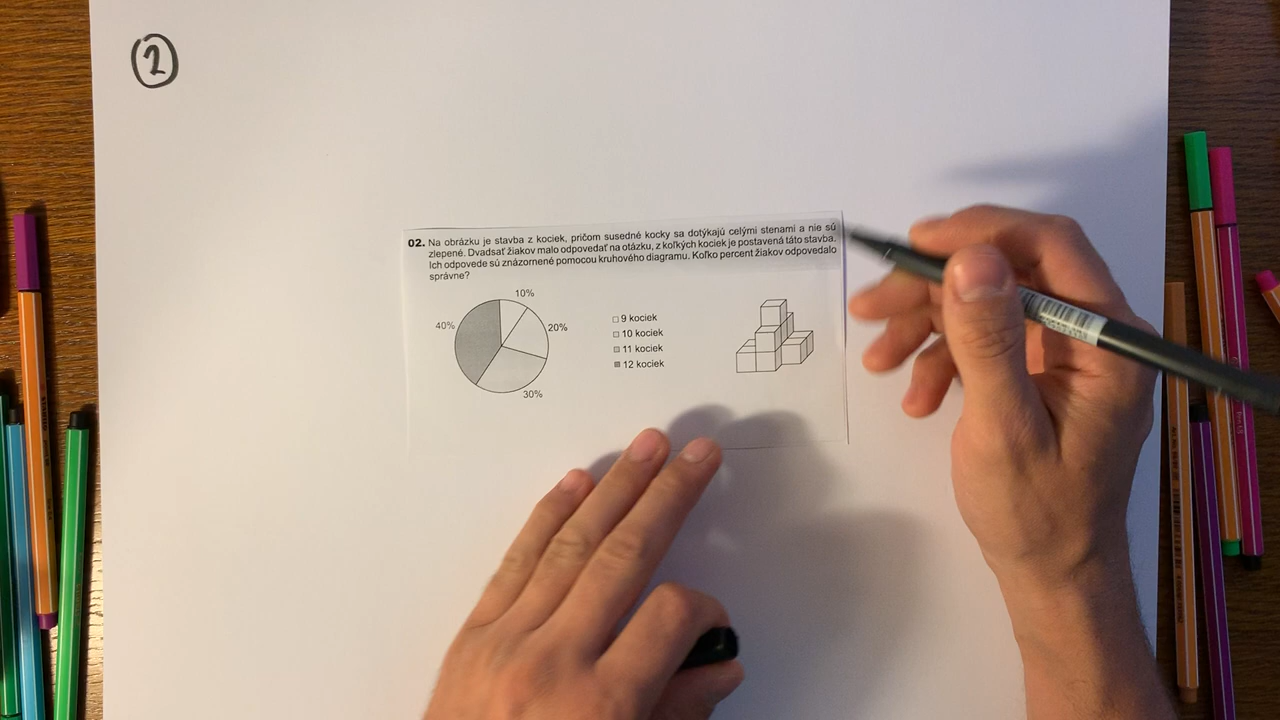 2
02. Na obrázku je stavba z kociek, pričom susedné kocky sa dotýkajú celými stenami a nie sú
zlepené. Dvadsať žiakov malo odpovedať na otázku, z koľkých kociek je postavená táto stavba.
Ich odpovede sú znázornené pomocou kruhového diagramu. Koľko percent žiakov odpovedalo
správne?
10%
40%
20%
30%
9 kociek
10 kociek
11 kociek
12 kociek